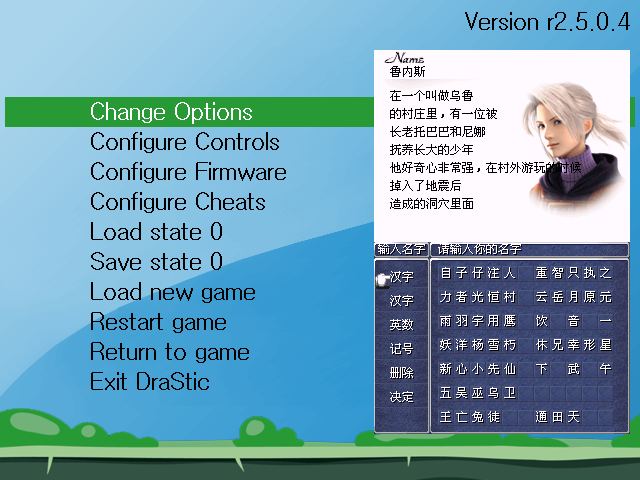 Version r2.5.0.4
Change Options
Configure Controls
Configure Firmware
Configure Cheats
Load state 0
Save state 0
Load new game
Restart game
Return to game
Exit DraStic
Name
鲁内斯
在一个叫做乌鲁
的村庄里，有一位被
长老托巴巴和尼娜
抚养长大的少年
他好奇心非常强，在村外游玩的时候
掉入了地震后
造成的洞穴里面
输入名字 请输入你的名字
汉字
汉字
英数
记号
删除
决定
自子仔注人 重智只执之
力者光恒村 云岳月原元
雨羽宇用鹰 饮 音 一
妖洋杨雪朽 休兄幸形星
新心小先仙 下 武 午
五吴巫乌卫
王亡兔徒 通田天